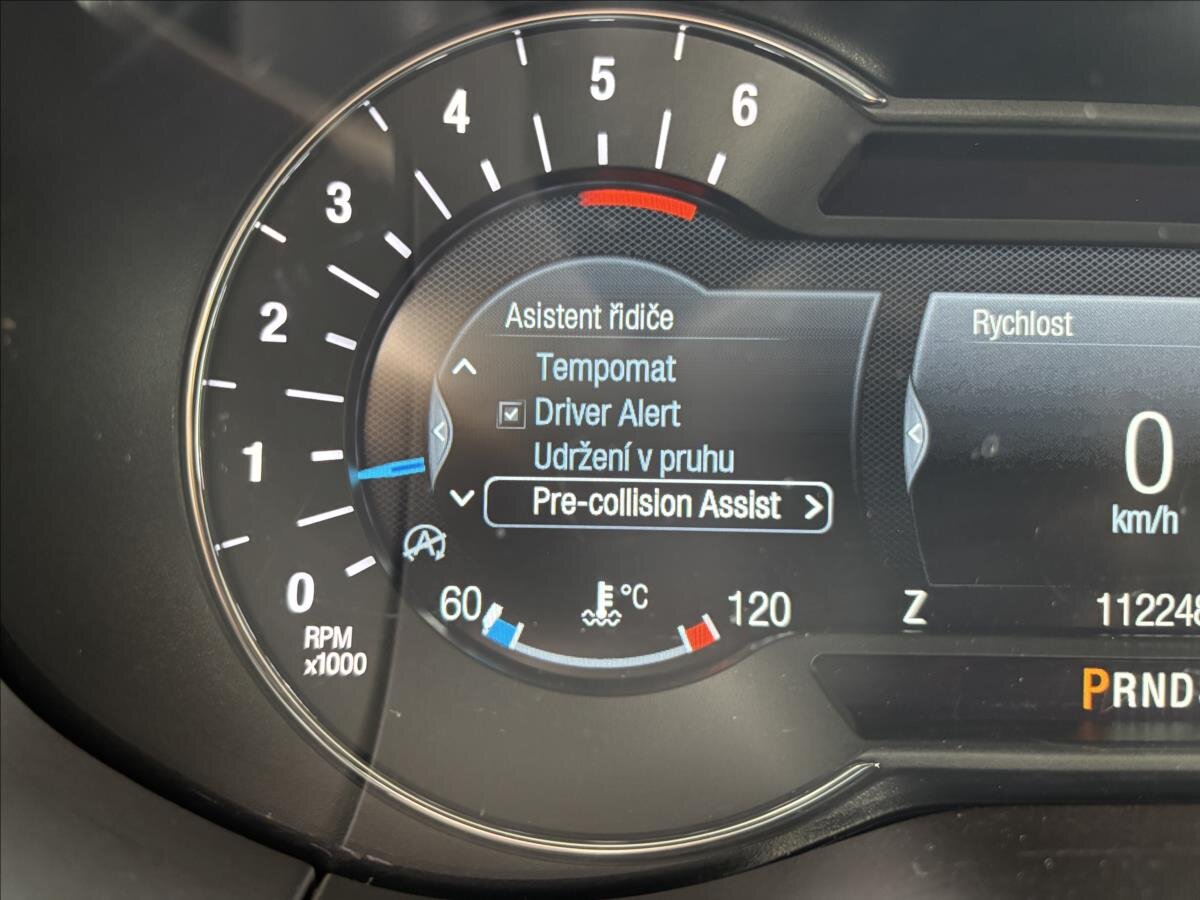 5
6
4
3
2
1
0
RPM
x1000
Asistent řidiče
Tempomat
Driver Alert
Udržení v pruhu
Pre-collision Assist
A
60
°C
120
Rychlost
0
km/h
Z
112248
PRND